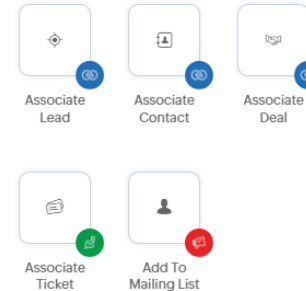 Associate Associate Associate
Lead Contact Deal
Associate Add To
Ticket Mailing List